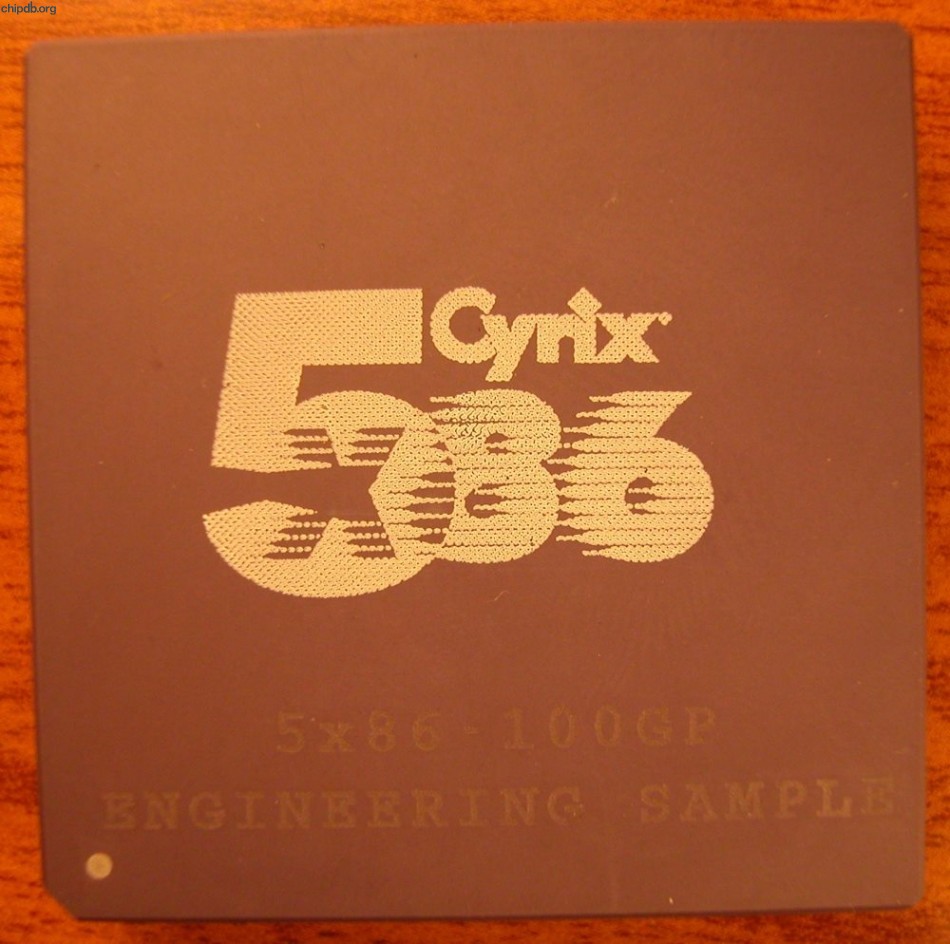 chipdb.org
Cyrix
5x86
5x86-100GP
ENGINEERING SAMPLE